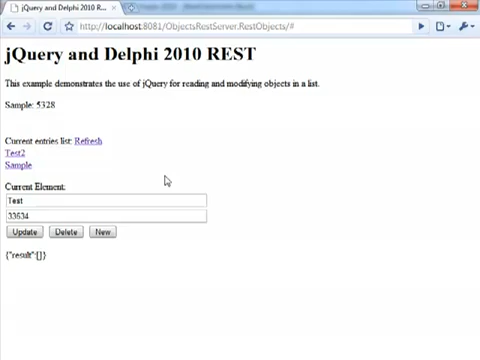 jQuery and Delphi 2010 R...
http://localhost:8081/ObjectsRestServer.RestObjects/#
jQuery and Delphi 2010 REST
This example demonstrates the use of jQuery for reading and modifying objects in a list.
Sample: 5328
Current entries list: Refresh
Test2
Sample
Current Element:
Test
33634
Update Delete New
{"result":[]}